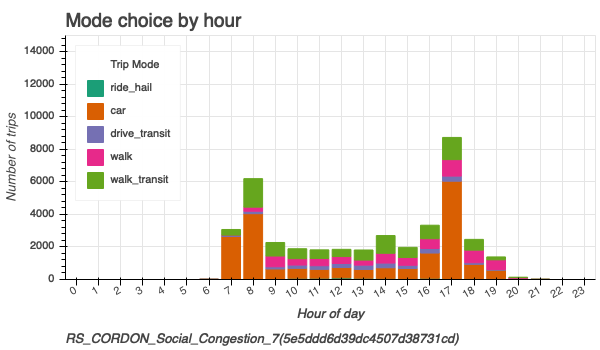 Mode choice by hour
Number of trips
14000
12000
10000
8000
6000
4000
2000
0
Trip Mode
ride_hail
car
drive_transit
walk
walk_transit
0 1 2 3 4 5 6 7 8 9 10 11 12 13 14 15 16 17 18 19 20 21 22 23
Hour of day
RS_CORDON_Social_Congestion_7(5e5ddd6d39dc4507d38731cd)